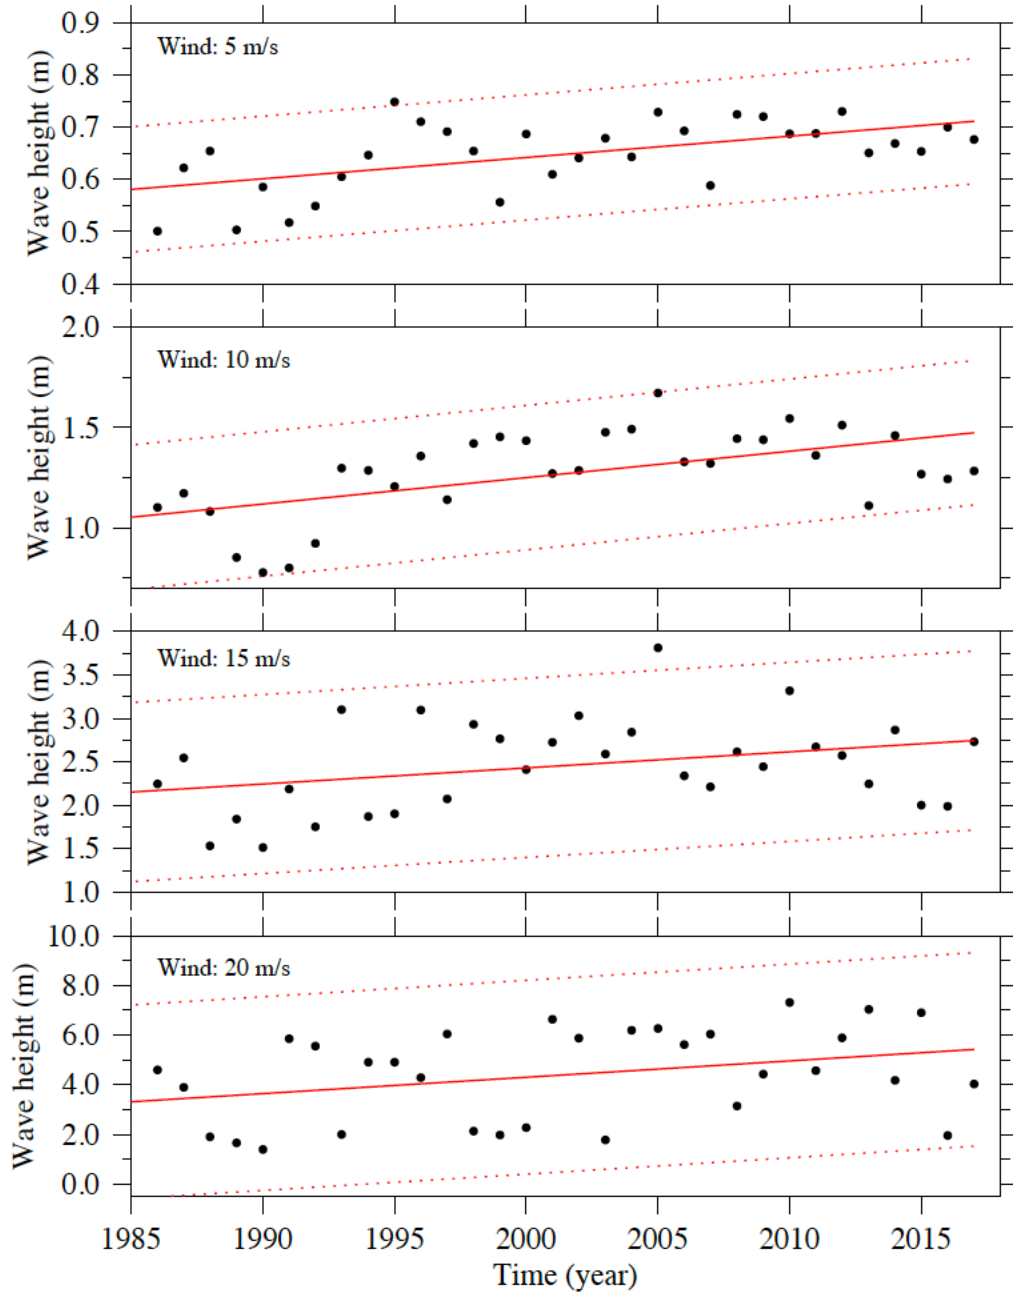 0.9
Wind: 5 m/s
0.8
0.7
0.6
0.5
0.4
Wave height (m)
2.0
Wind: 10 m/s
1.5
1.0
Wave height (m)
4.0
Wind: 15 m/s
3.5
3.0
2.5
2.0
1.5
1.0
Wave height (m)
10.0
Wind: 20 m/s
8.0
6.0
4.0
2.0
0.0
Wave height (m)
1985 1990 1995 2000 2005 2010 2015
Time (year)